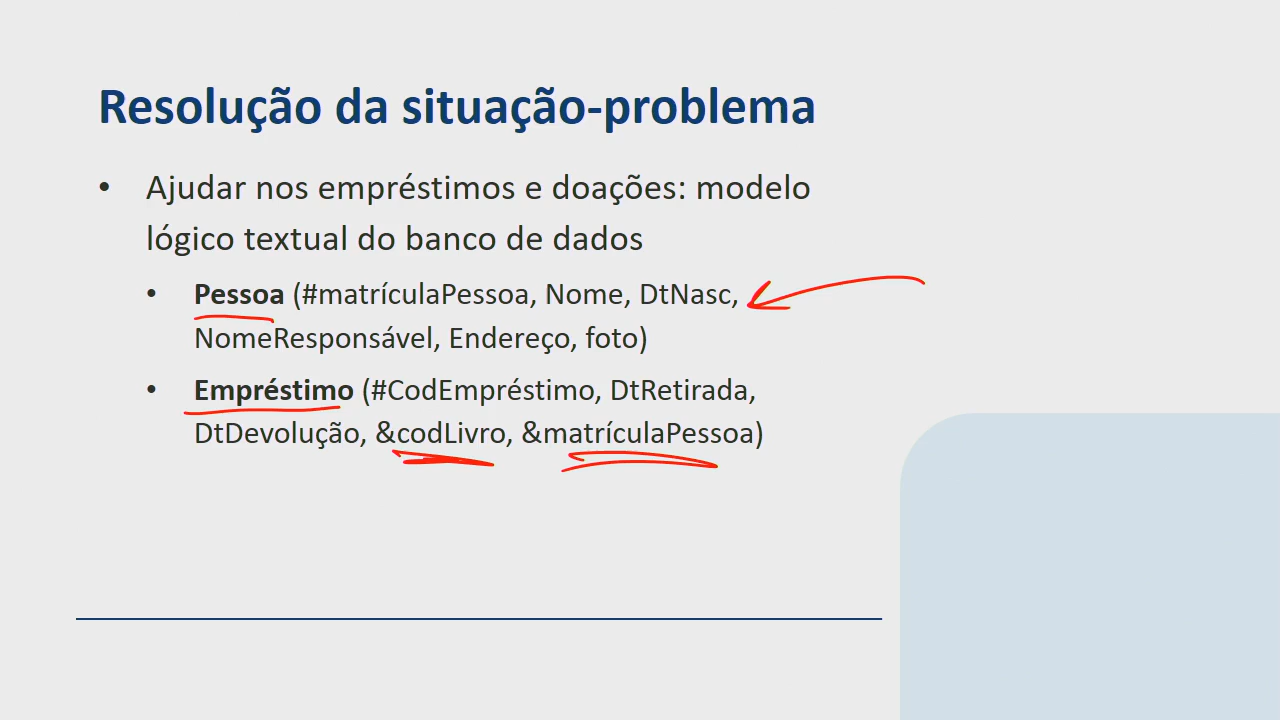 Resolução da situação-problema
• Ajudar nos empréstimos e doações: modelo
lógico textual do banco de dados
• Pessoa (#matrículaPessoa, Nome, DtNasc,
NomeResponsável, Endereço, foto)
• Empréstimo (#CodEmpréstimo, DtRetirada,
DtDevolução, &codLivro, &matrículaPessoa)